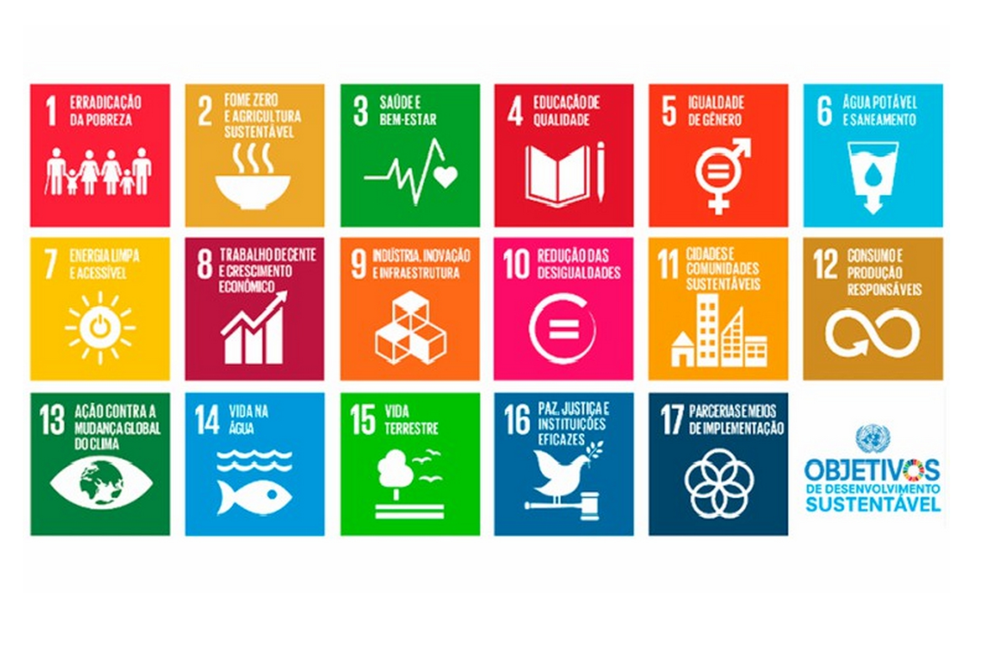 1 ERRADICAÇÃO
DA POBREZA
2 FOME ZERO
E AGRICULTURA
SUSTENTÁVEL
3 SAÚDE E
BEM-ESTAR
4 EDUCAÇÃO DE
QUALIDADE
5 IGUALDADE
DE GÊNERO
6 ÁGUA POTÁVEL
E SANEAMENTO
7 ENERGIA LIMPA
E ACESSÍVEL
8 TRABALHO DECENTE
E CRESCIMENTO
ECONÔMICO
9 INDÚSTRIA, INOVAÇÃO
E INFRAESTRUTURA
10 REDUÇÃO DAS
DESIGUALDADES
11 CIDADES E
COMUNIDADES
SUSTENTÁVEIS
12 CONSUMO E
PRODUÇÃO
RESPONSÁVEIS
13 AÇÃO CONTRA A
MUDANÇA GLOBAL
DO CLIMA
14 VIDA NA
ÁGUA
15 VIDA
TERRESTRE
16 PAZ, JUSTIÇA E
INSTITUIÇÕES
EFICAZES
17 PARCERIAS E MEIOS
DE IMPLEMENTAÇÃO
OBJETIVOS
DE DESENVOLVIMENTO
SUSTENTÁVEL